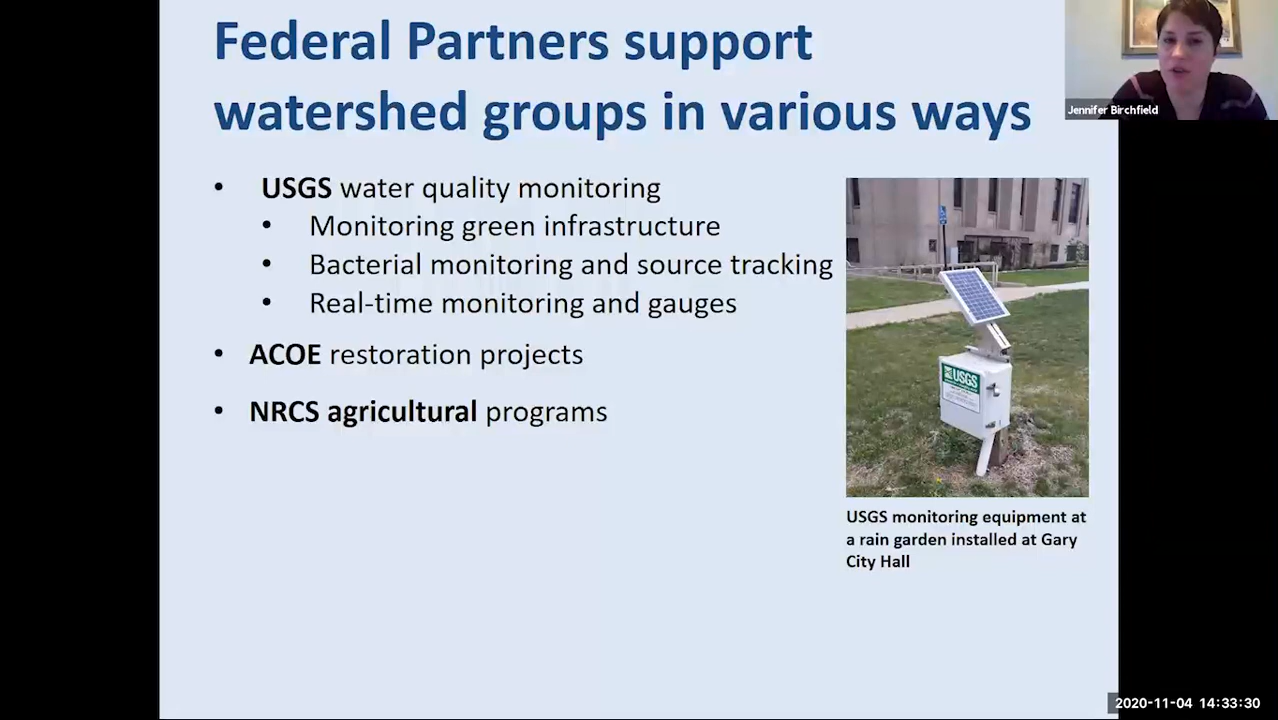 Federal Partners support
watershed groups in various ways
Jennifer Birchfield
• USGS water quality monitoring
• Monitoring green infrastructure
• Bacterial monitoring and source tracking
• Real-time monitoring and gauges
• ACOE restoration projects
• NRCS agricultural programs
USGS
USGS monitoring equipment at
a rain garden installed at Gary
City Hall
2020-11-04 14:33:30